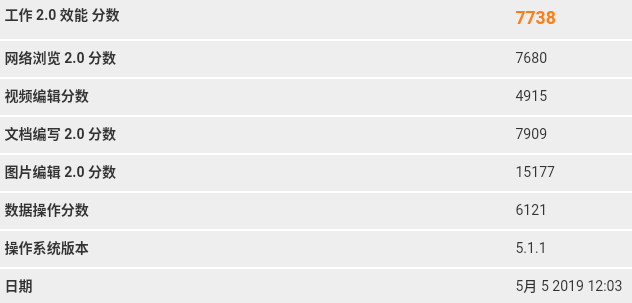 工作 2.0 效能 分数 7738
网络浏览 2.0 分数 7680
视频编辑分数 4915
文档编写 2.0 分数 7909
图片编辑 2.0 分数 15177
数据操作分数 6121
操作系统版本 5.1.1
日期 5月 5 2019 12:03